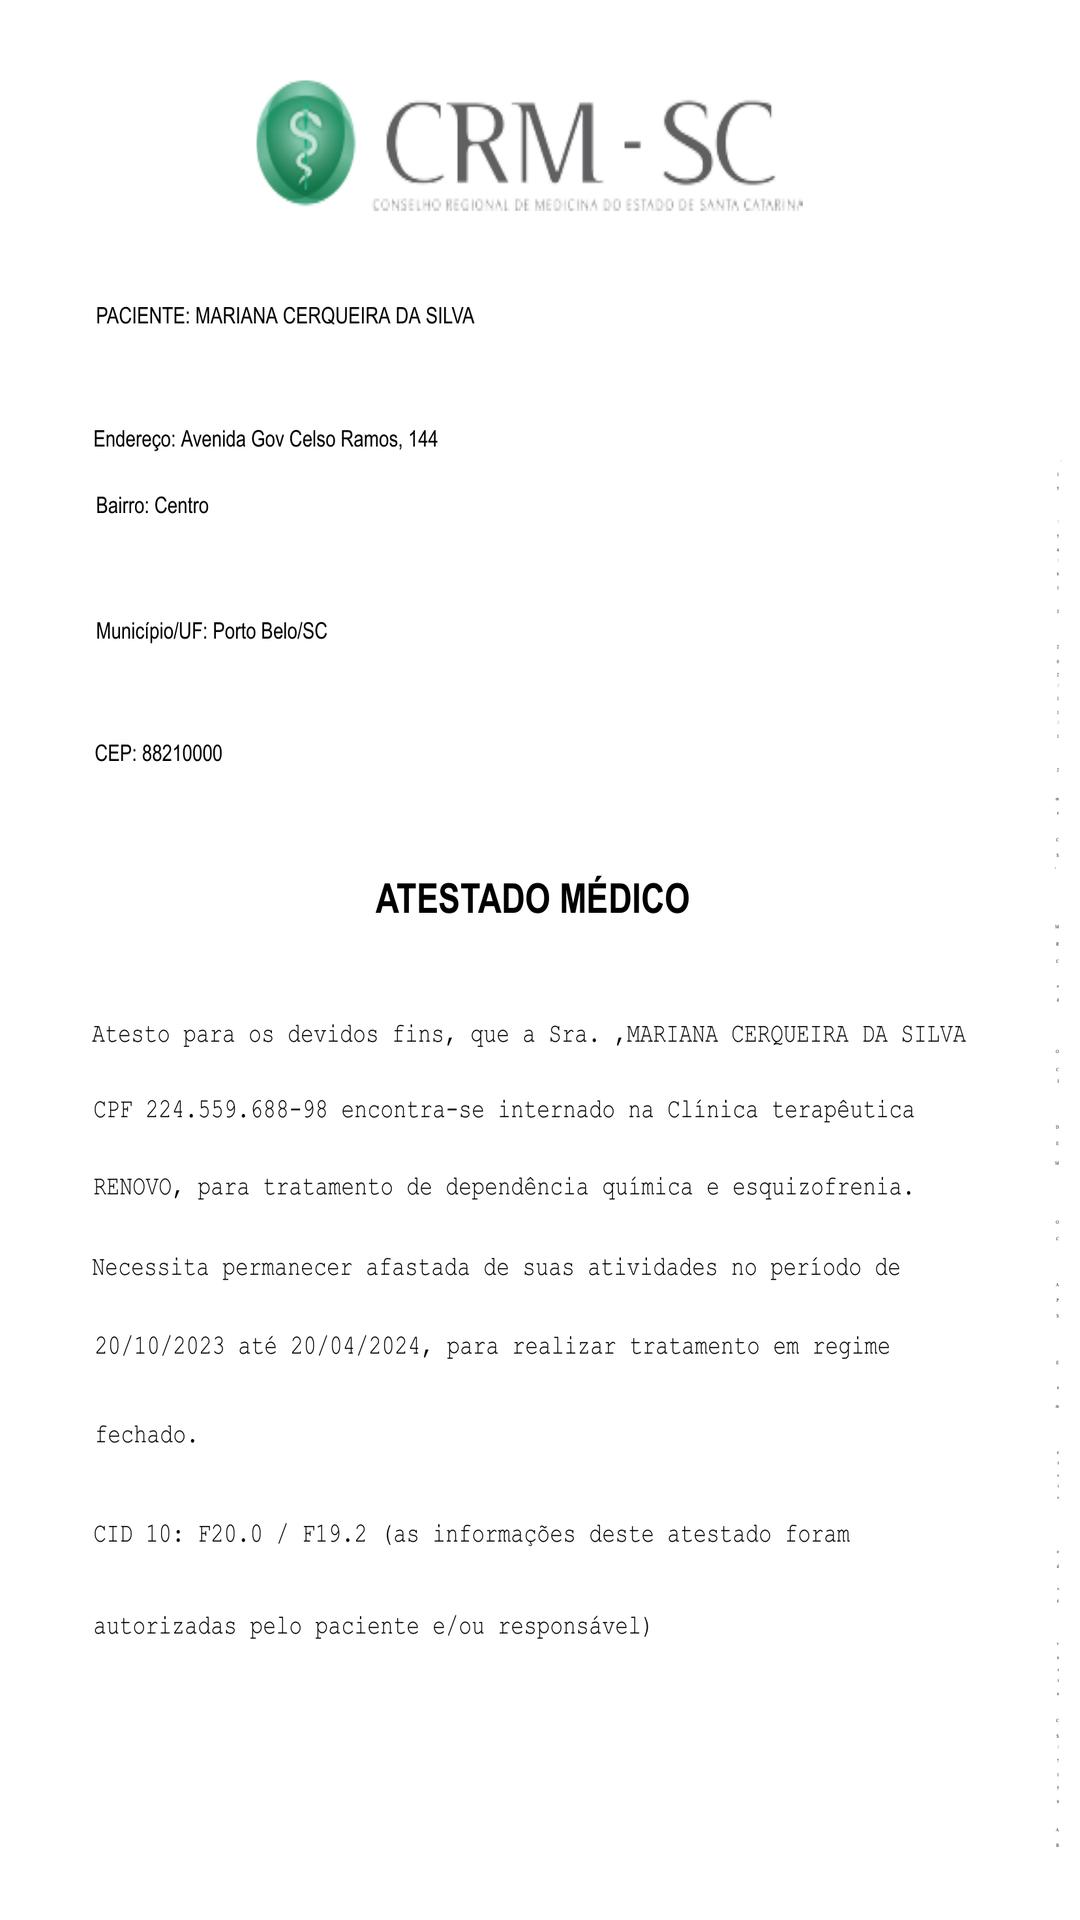 CRM - SC
CONSELHO REGIONAL DE MEDICINA DO ESTADO DE SANTA CATARINA
PACIENTE: MARIANA CERQUEIRA DA SILVA
Endereço: Avenida Gov Celso Ramos, 144
Bairro: Centro
Município/UF: Porto Belo/SC
CEP: 88210000
ATESTADO MÉDICO
Atesto para os devidos fins, que a Sra. ,MARIANA CERQUEIRA DA SILVA
CPF 224.559.688-98 encontra-se internado na Clínica terapêutica
RENOVO, para tratamento de dependência química e esquizofrenia.
Necessita permanecer afastada de suas atividades no período de
20/10/2023 até 20/04/2024, para realizar tratamento em regime
fechado.
CID 10: F20.0 / F19.2 (as informações deste atestado foram
autorizadas pelo paciente e/ou responsável)